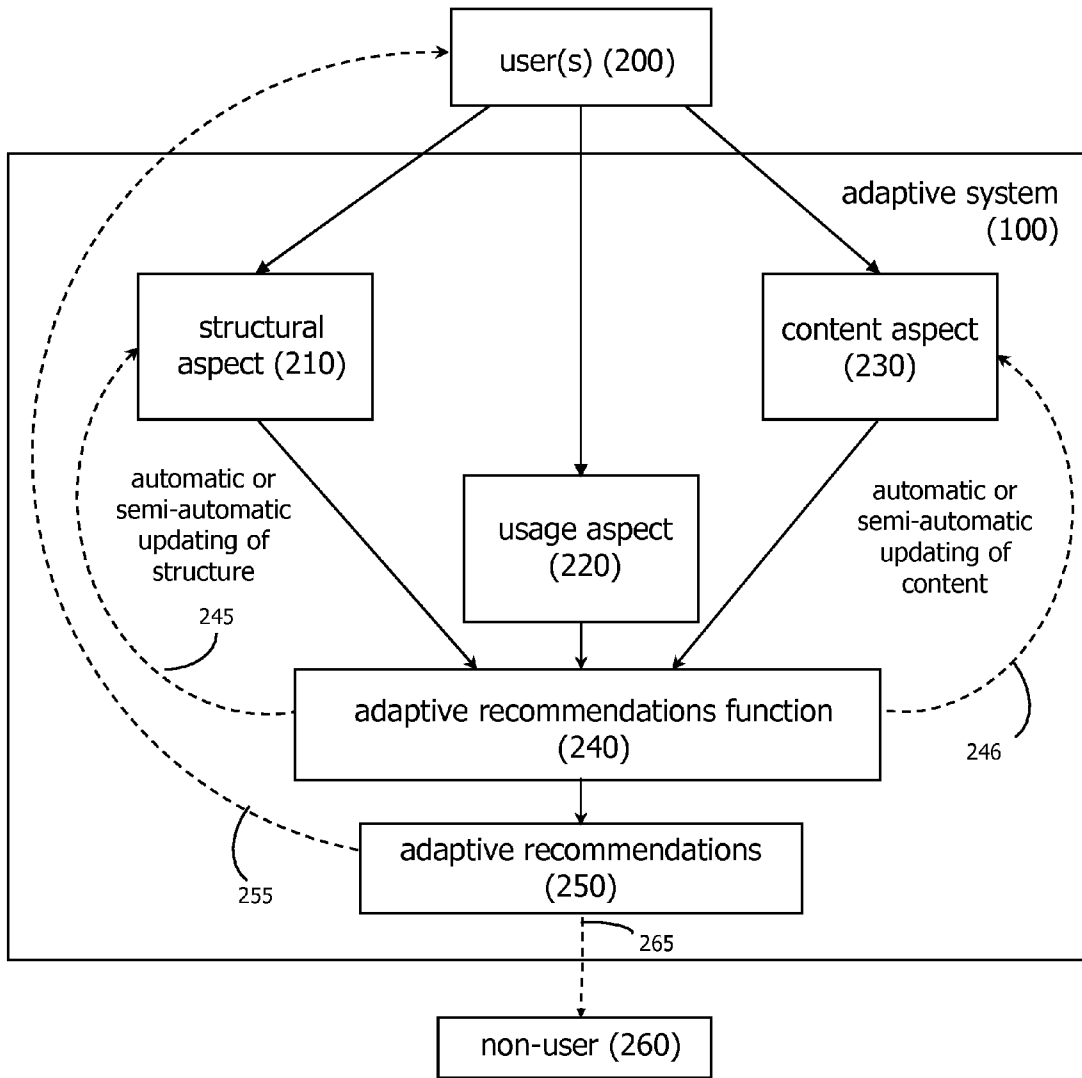 user(s) (200)
adaptive system
(100)
structural
aspect (210)
content aspect
(230)
automatic or
semi-automatic
updating of
structure
usage aspect
(220)
automatic or
semi-automatic
updating of
content
245
adaptive recommendations function
(240)
246
adaptive recommendations
(250)
255
265
non-user (260)